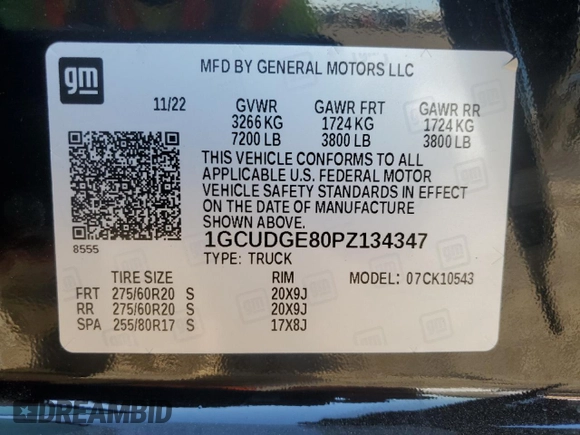 gm
MFD BY GENERAL MOTORS LLC
11/22 GVWR GAWR FRT GAWR RR
3266 KG 1724 KG 1724 KG
7200 LB 3800 LB 3800 LB
THIS VEHICLE CONFORMS TO ALL
APPLICABLE U.S. FEDERAL MOTOR
VEHICLE SAFETY STANDARDS IN EFFECT
ON THE DATE OF MANUFACTURE
SHOWN ABOVE.
8555
1GCUDGE80PZ134347
TYPE: TRUCK
TIRE SIZE RIM MODEL: 07CK10543
FRT 275/60R20 S 20X9J
RR 275/60R20 S 20X9J
SPA 255/80R17 S 17X8J
DREAMBID